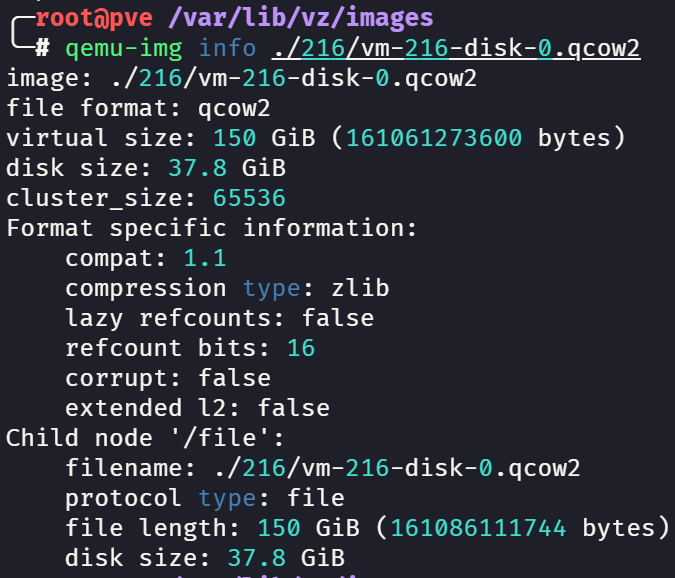 root@pve /var/lib/vz/images
# qemu-img info ./216/vm-216-disk-0.qcow2
image: ./216/vm-216-disk-0.qcow2
file format: qcow2
virtual size: 150 GiB (161061273600 bytes)
disk size: 37.8 GiB
cluster_size: 65536
Format specific information:
    compat: 1.1
    compression type: zlib
    lazy refcounts: false
    refcount bits: 16
    corrupt: false
    extended l2: false
Child node '/file':
    filename: ./216/vm-216-disk-0.qcow2
    protocol type: file
    file length: 150 GiB (161086111744 bytes)
    disk size: 37.8 GiB